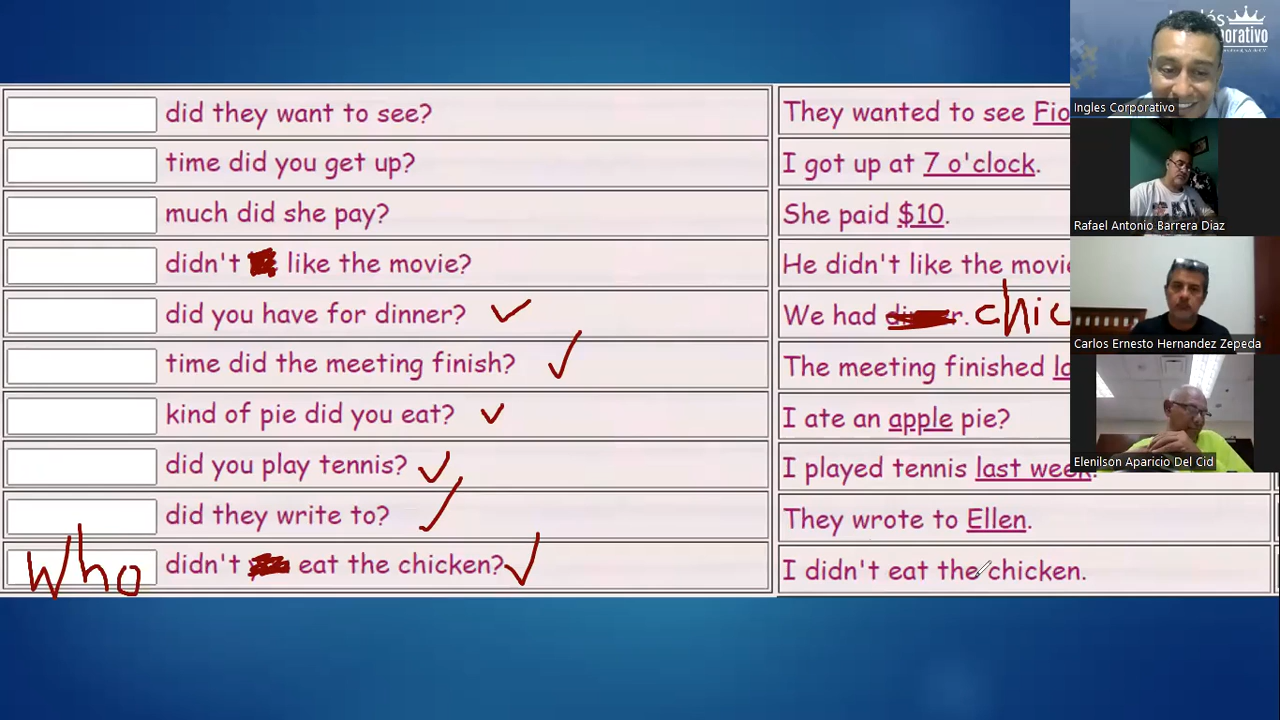 did they want to see?
They wanted to see Fio
Ingles Corporativo
time did you get up?
I got up at 7 o'clock.
much did she pay?
She paid $10.
Rafael Antonio Barrera Diaz
didn't like the movie?
He didn't like the movie
did you have for dinner? ✓
We had chic
Carlos Ernesto Hernandez Zepeda
time did the meeting finish? ✓
The meeting finished
kind of pie did you eat? ✓
I ate an apple pie?
did you play tennis? ✓
I played tennis last week.
Elenilson Aparicio Del Cid
did they write to? ✓
They wrote to Ellen.
Who didn't eat the chicken? ✓
I didn't eat the chicken.